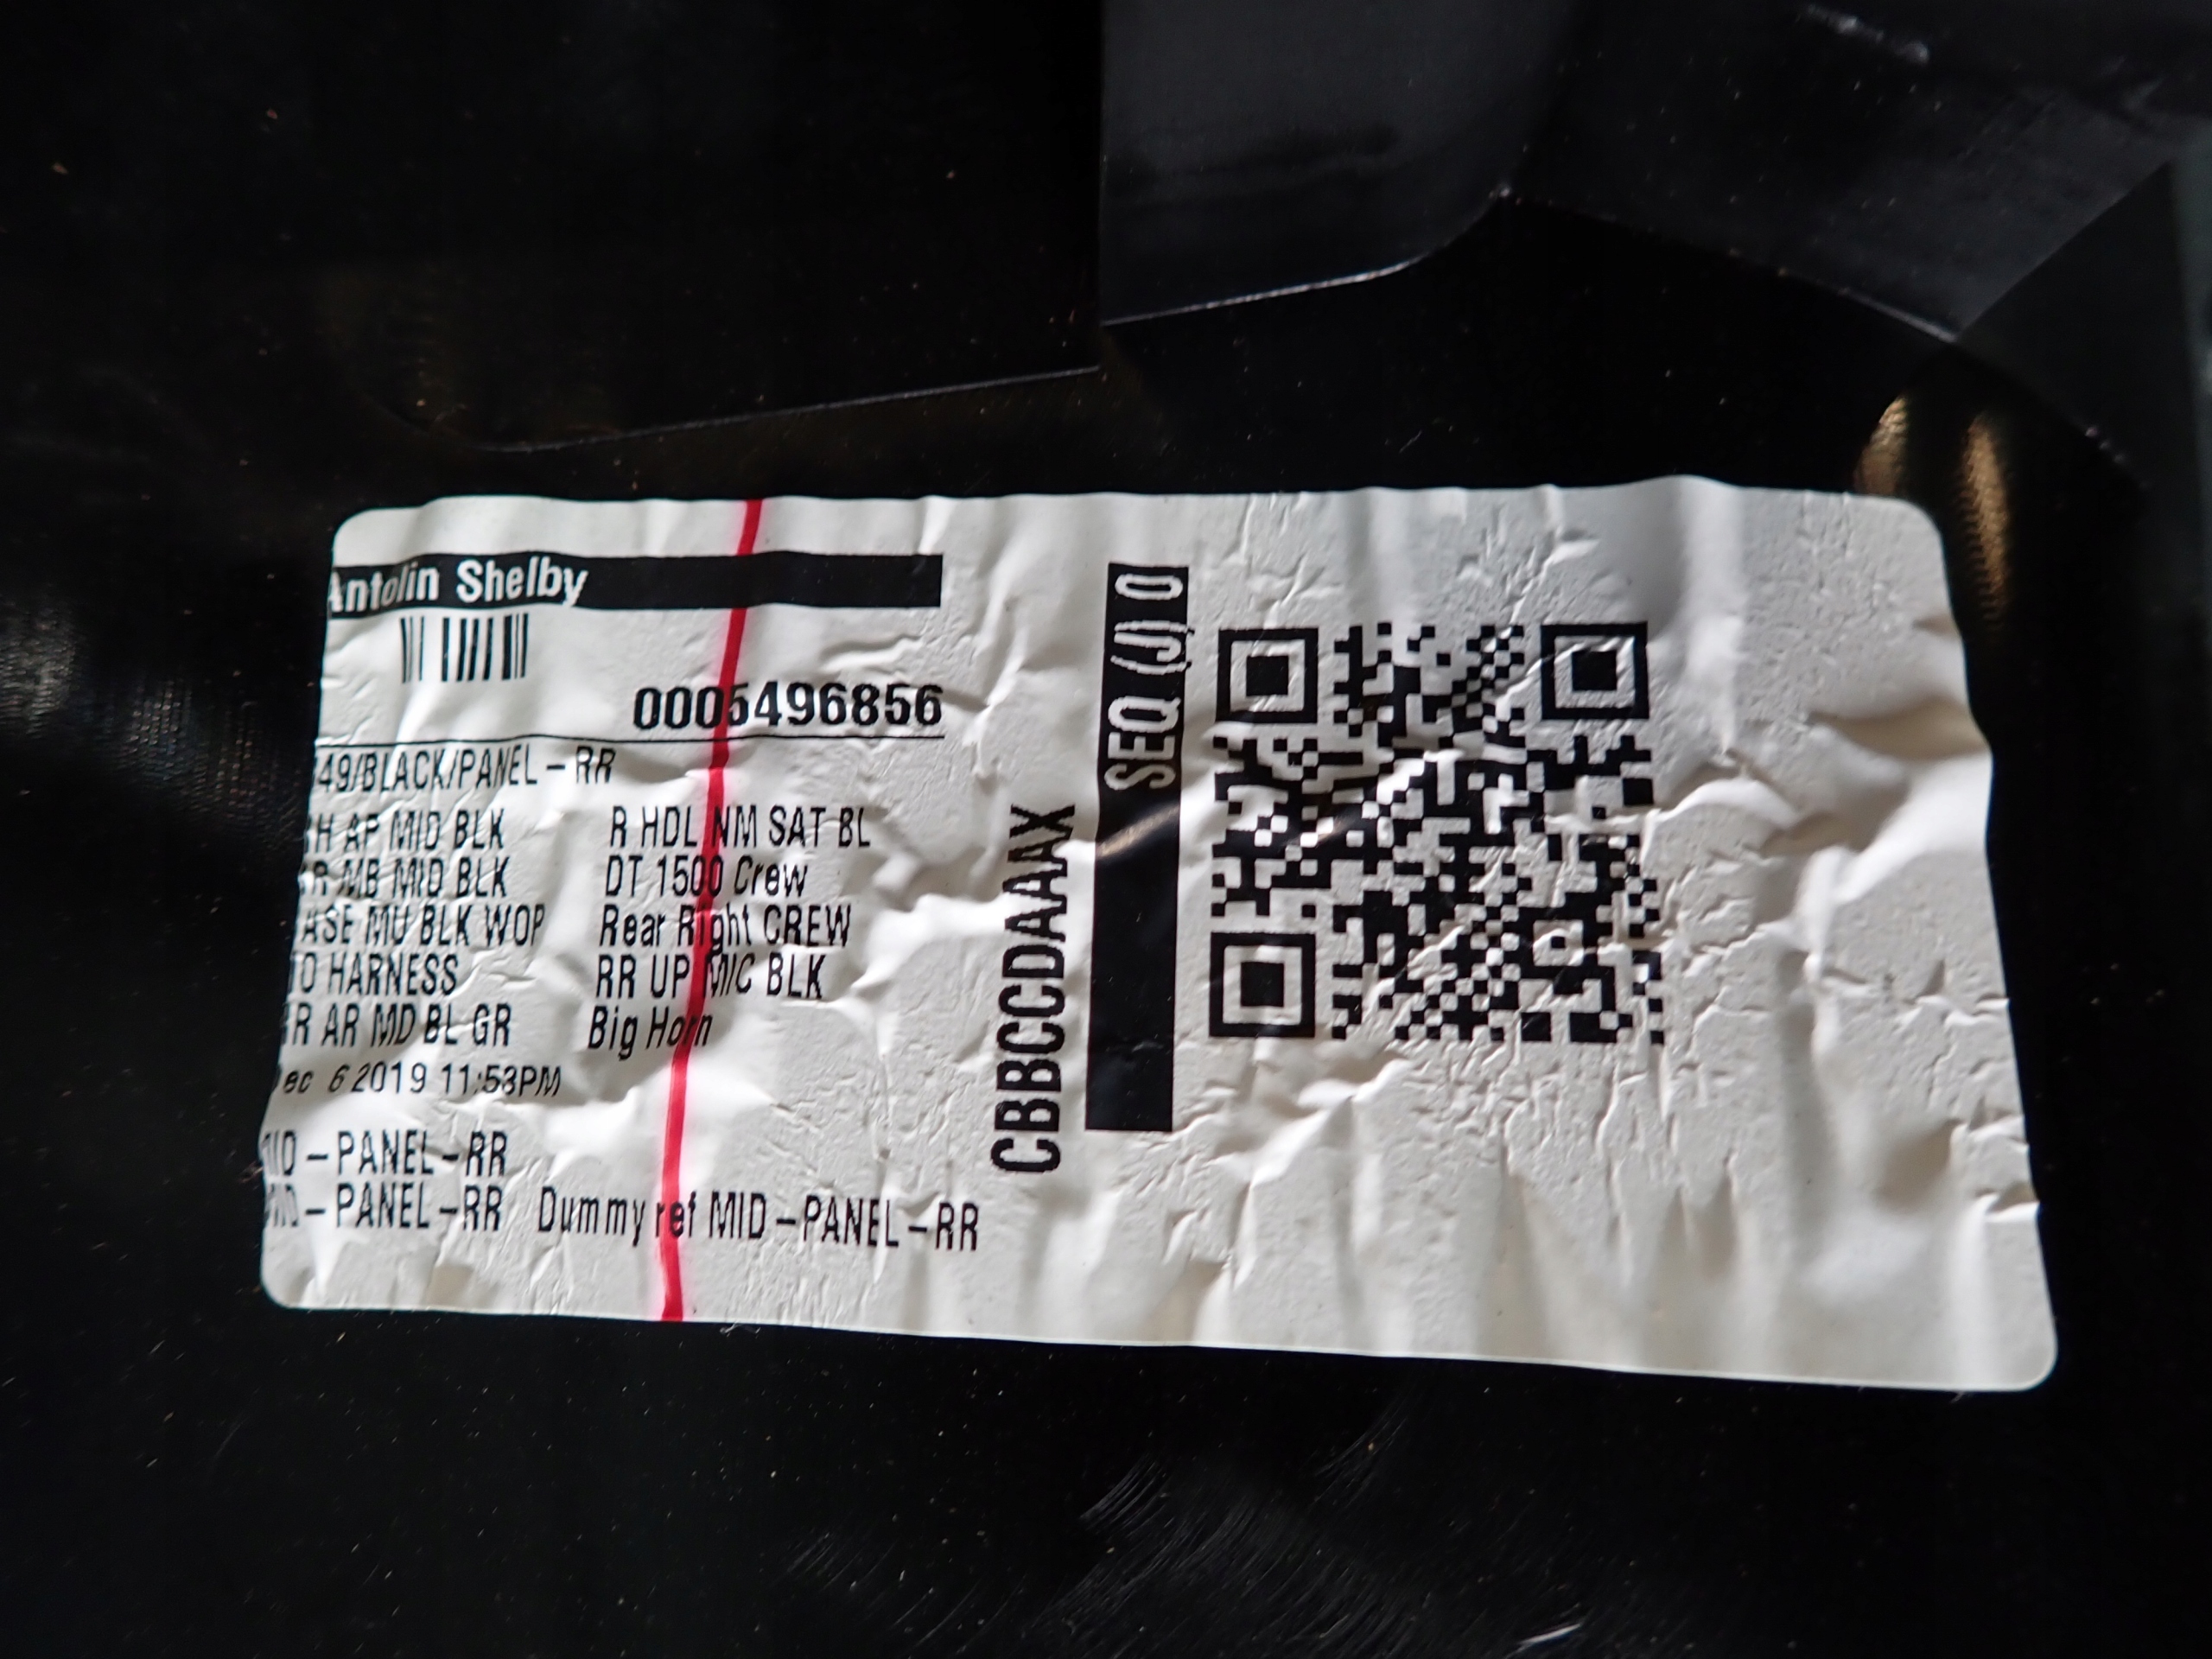 Antolin Shelby
0005496856
49/BLACK/PANEL-RR
H AP MID BLK R HDL NM SAT BL
R MB MID BLK DT 1500 Crew
ASE MU BLK WOP Rear Right CREW
TO HARNESS RR UP MIC BLK
R AR MD BL GR Big Horn
ec 6 2019 11:53PM
MID-PANEL-RR
MID-PANEL-RR Dummy ref MID-PANEL-RR
CBBCCDAAAX
SEQ (J) 0